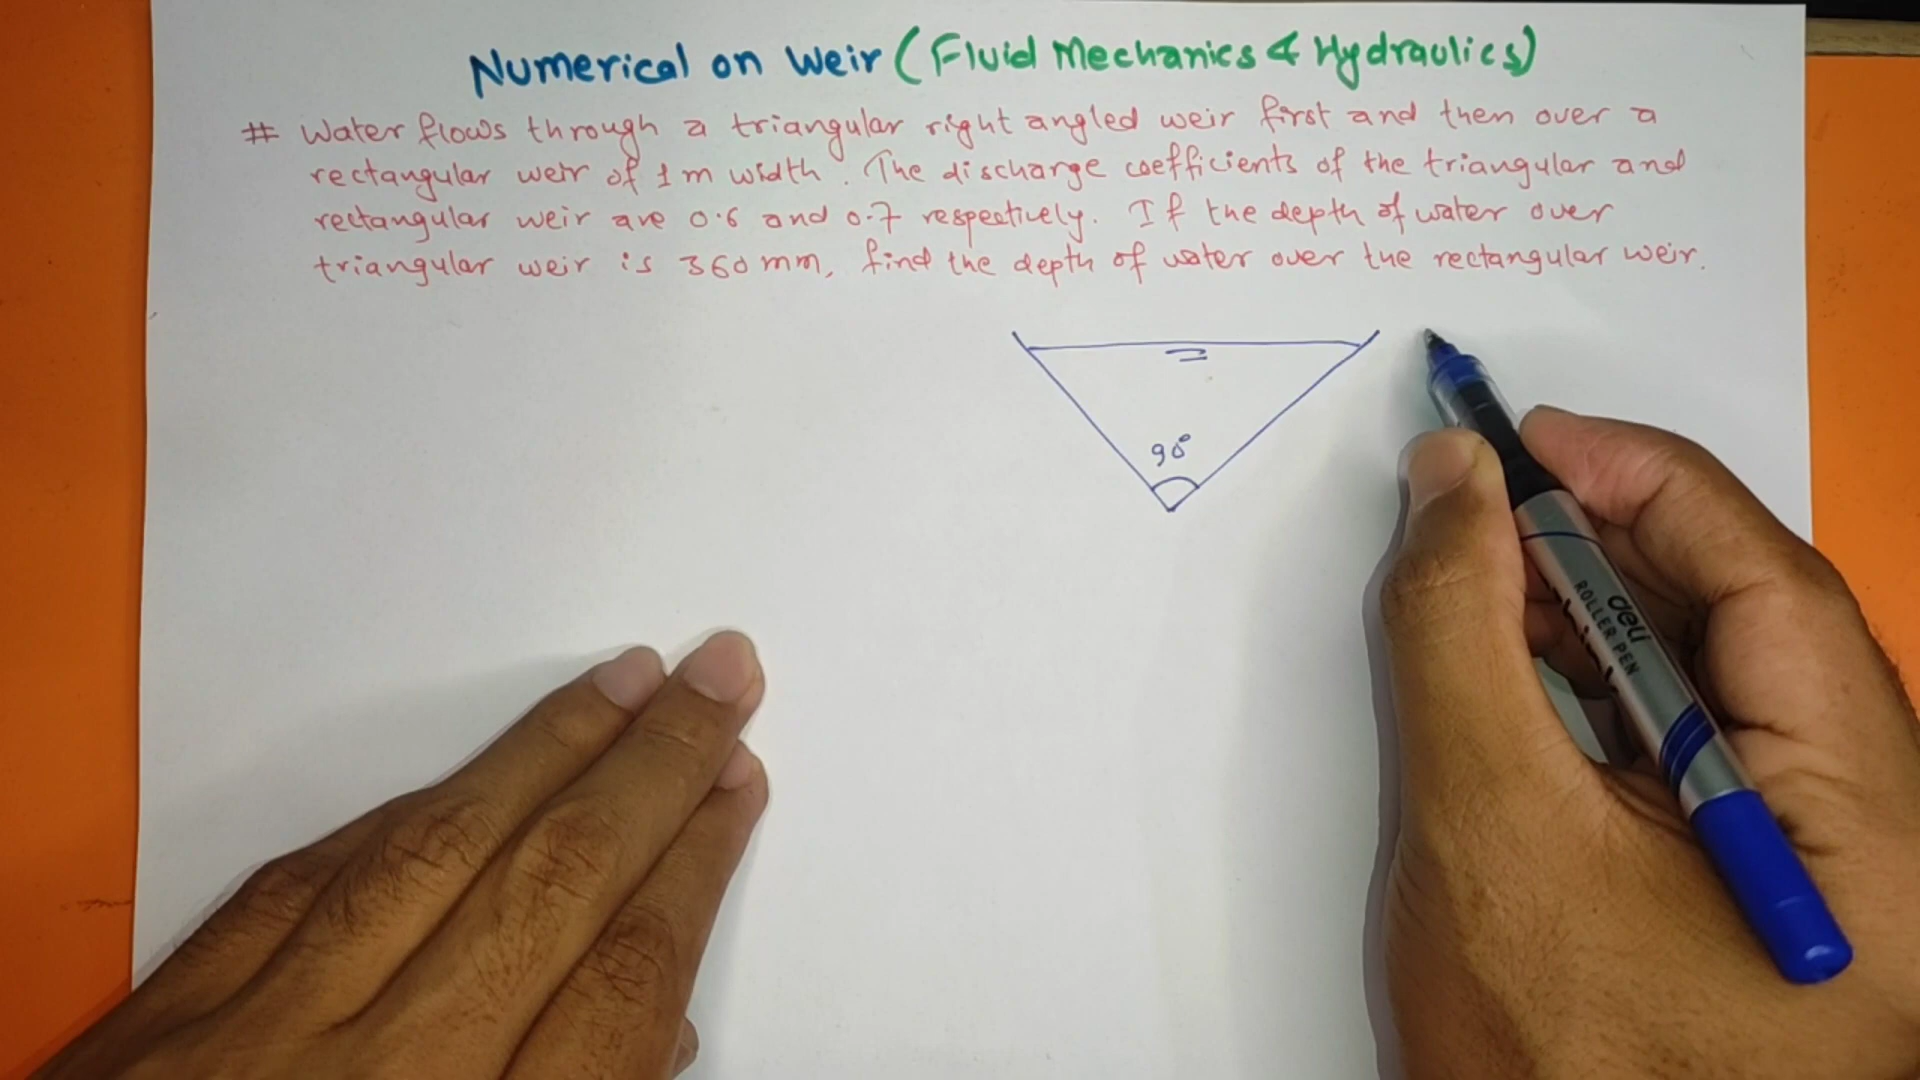 Numerical on Weir (Fluid Mechanics & Hydraulics)
# Water flows through a triangular right angled weir first and then over a
rectangular weir of 1 m width. The discharge coefficients of the triangular and
rectangular weir are 0.6 and 0.7 respectively. If the depth of water over
triangular weir is 360 mm, find the depth of water over the rectangular weir.
90°
deli
ROLLER PEN